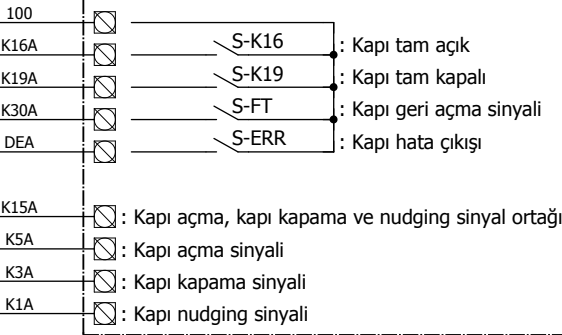 100
K16A S-K16 : Kapı tam açık
K19A S-K19 : Kapı tam kapalı
K30A S-FT : Kapı geri açma sinyali
DEA S-ERR : Kapı hata çıkışı
K15A : Kapı açma, kapı kapama ve nudging sinyal ortağı
K5A : Kapı açma sinyali
K3A : Kapı kapama sinyali
K1A : Kapı nudging sinyali